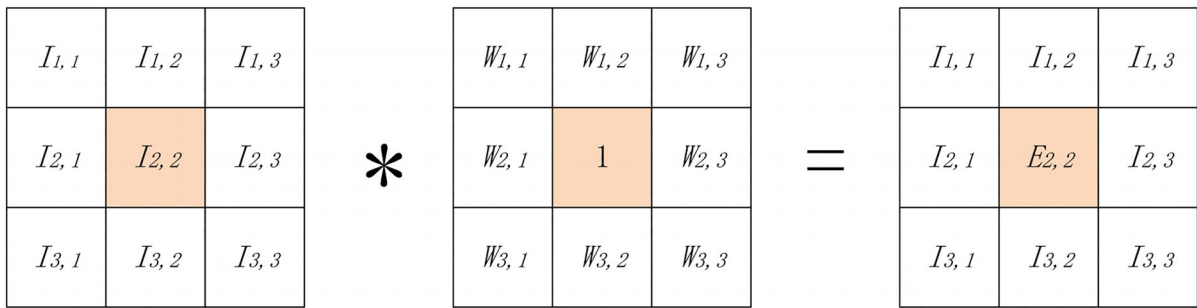 I1,1 I1,2 I1,3 W1,1 W1,2 W1,3 I1,1 I1,2 I1,3
I2,1 I2,2 I2,3 * W2,1 1 W2,3 = I2,1 E2,2 I2,3
I3,1 I3,2 I3,3 W3,1 W3,2 W3,3 I3,1 I3,2 I3,3